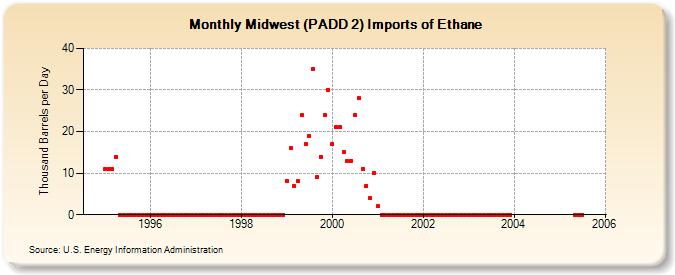 Monthly Midwest (PADD 2) Imports of Ethane
Thousand Barrels per Day
40
30
20
10
0
1996 1998 2000 2002 2004 2006
Source: U.S. Energy Information Administration